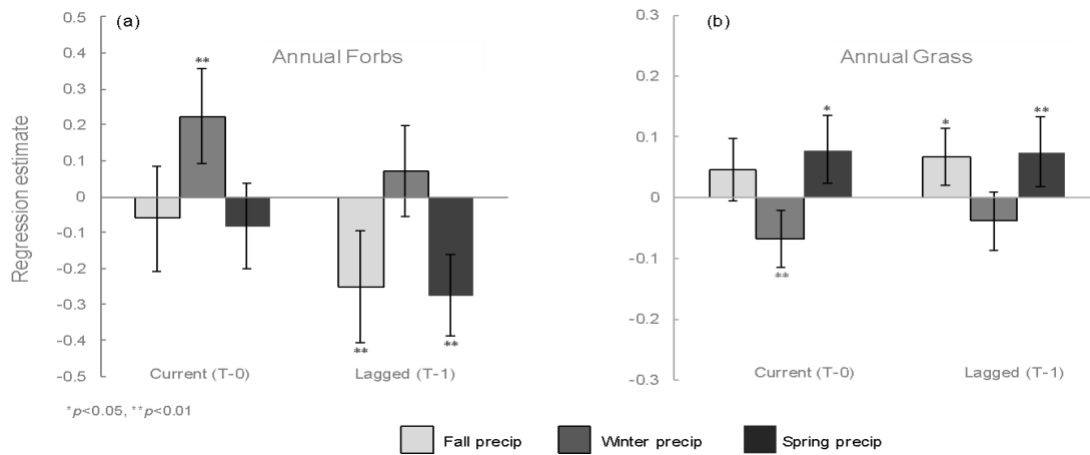 (a)
Annual Forbs
Regression estimate
0.5
0.4
0.3
0.2
0.1
0
-0.1
-0.2
-0.3
-0.4
-0.5
**
**
**
Current (T-0)
Lagged (T-1)
*p<0.05, **p<0.01
(b)
Annual Grass
0.3
0.2
0.1
0
-0.1
-0.2
-0.3
**
*
*
**
Current (T-0)
Lagged (T-1)
Fall precip
Winter precip
Spring precip